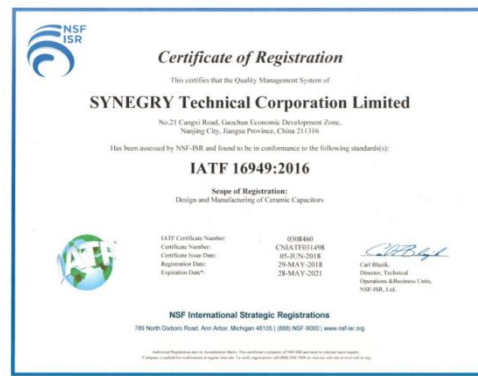 NSF
ISR
Certificate of Registration
This certifies that the Quality Management System of
SYNEGRY Technical Corporation Limited
No.21 Cangxi Road, Gaochun Economic Development Zone,
Nanjing City, Jiangsu Province, China 211316
Has been assessed by NSF-ISR and found to be in conformance to the following standards(s):
IATF 16949:2016
Scope of Registration:
Design and Manufacturing of Ceramic Capacitors
IATF
IATF Certificate Number: 0308460
Certificate Number: CNIATF031498
Certificate Issue Date: 05-JUN-2018
Registration Date: 29-MAY-2018
Expiration Date*: 28-MAY-2021
Carl Blazik,
Director, Technical
Operations & Business Units,
NSF-ISR, Ltd.
NSF International Strategic Registrations
789 North Dixboro Road, Ann Arbor, Michigan 48105 | (888) NSF-9000 | www.nsf-isr.org